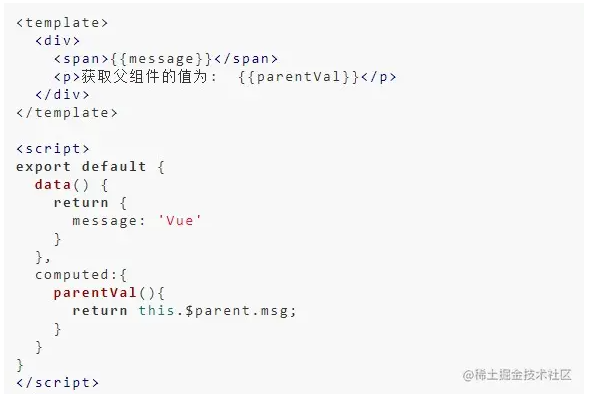 <template>
  <div>
    <span>{{message}}</span>
    <p>获取父组件的值为:  {{parentVal}}</p>
  </div>
</template>

<script>
export default {
  data() {
    return {
      message: 'Vue'
    }
  },
  computed:{
    parentVal(){
      return this.$parent.msg;
    }
  }
}
</script>
@稀土掘金技术社区